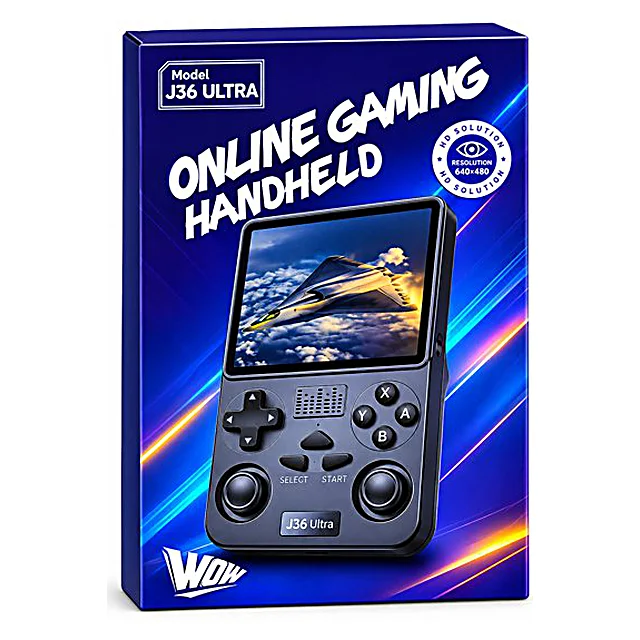 Model
J36 ULTRA
ONLINE GAMING
HANDHELD
HD SOLUTION
RESOLUTION
640×480
HD SOLUTION
X
Y
A
B
SELECT
START
J36 Ultra
WOW